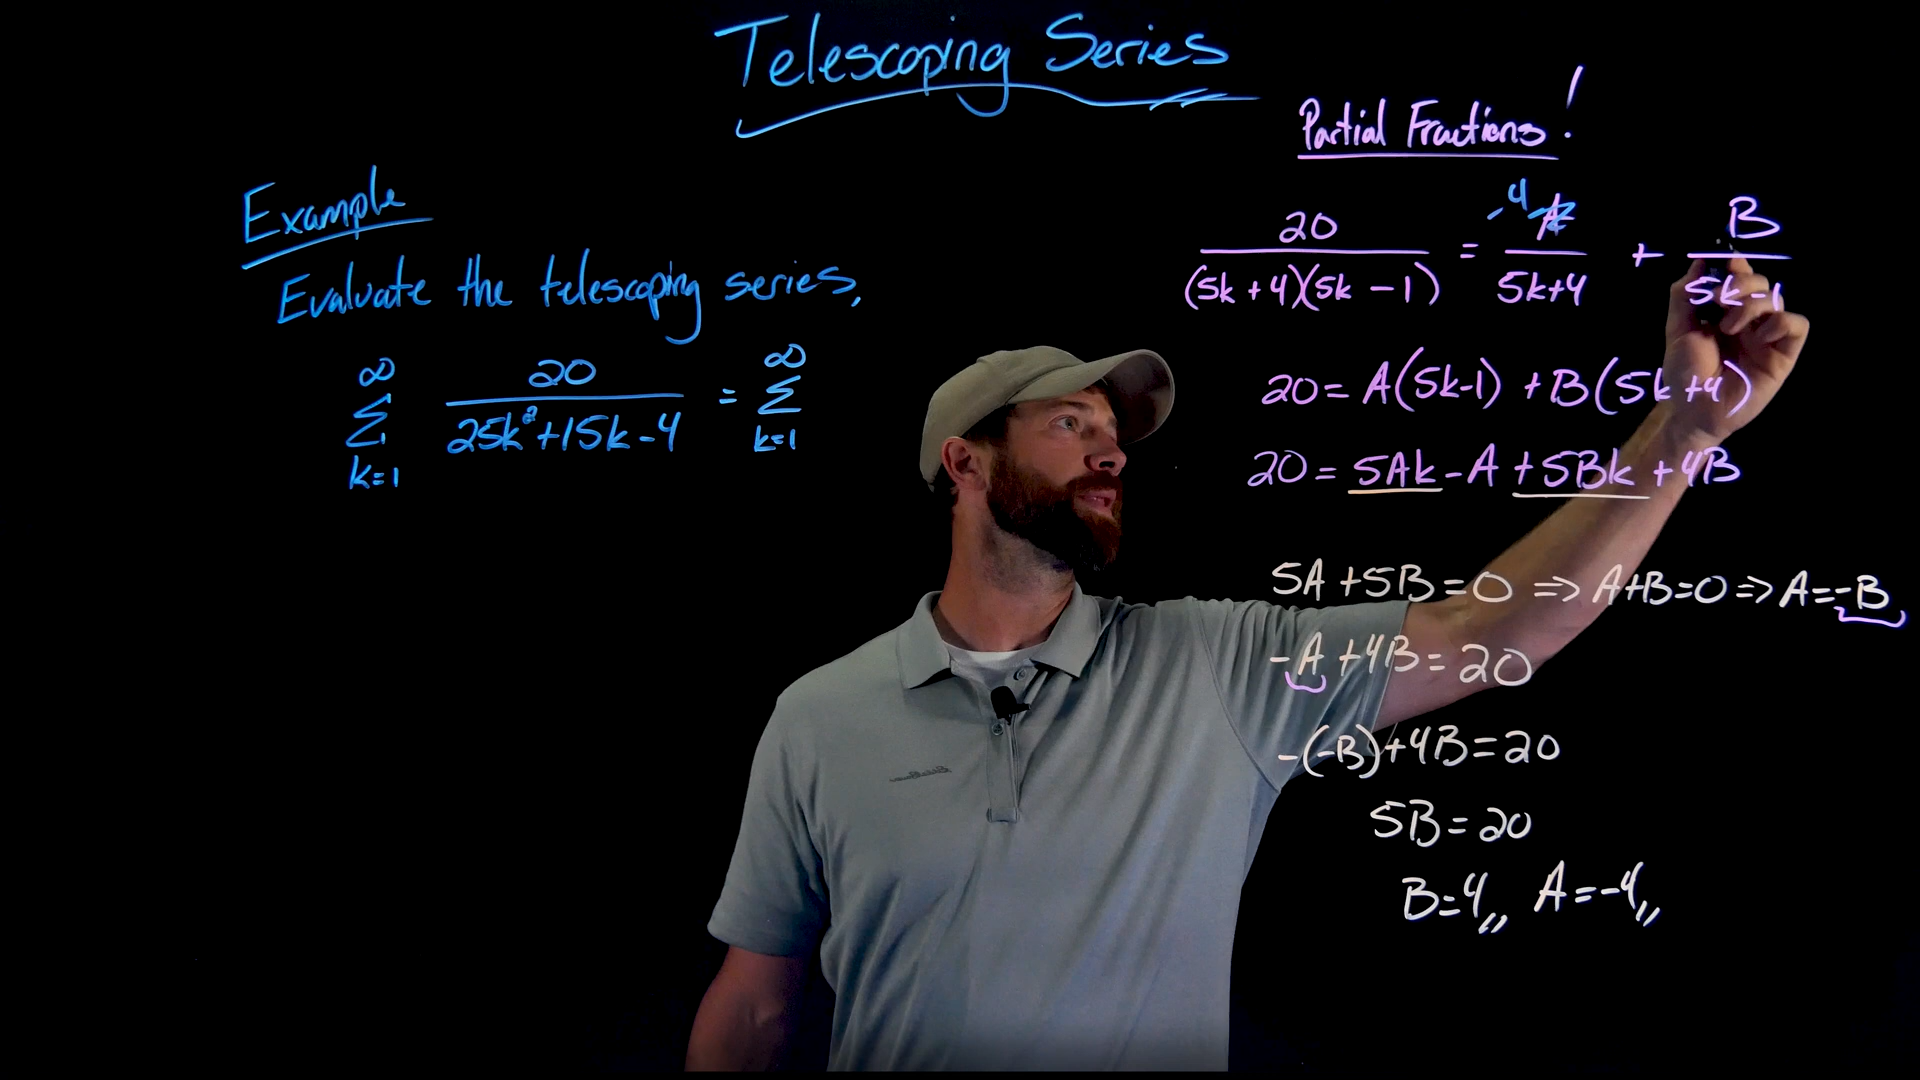 Telescoping Series
Example
Evaluate the telescoping series,
∞ ∑ k=1 20/(25k²+15k-4) = ∞ ∑ k=1
Partial Fractions!
20/((5k+4)(5k-1)) = -4 A/(5k+4) + B/(5k-1)
20 = A(5k-1) + B(5k+4)
20 = 5Ak - A + 5Bk + 4B
5A + 5B = 0 ⇒ A+B=0 ⇒ A=-B
-A + 4B = 20
-(-B) + 4B = 20
5B = 20
B=4,, A=-4,,